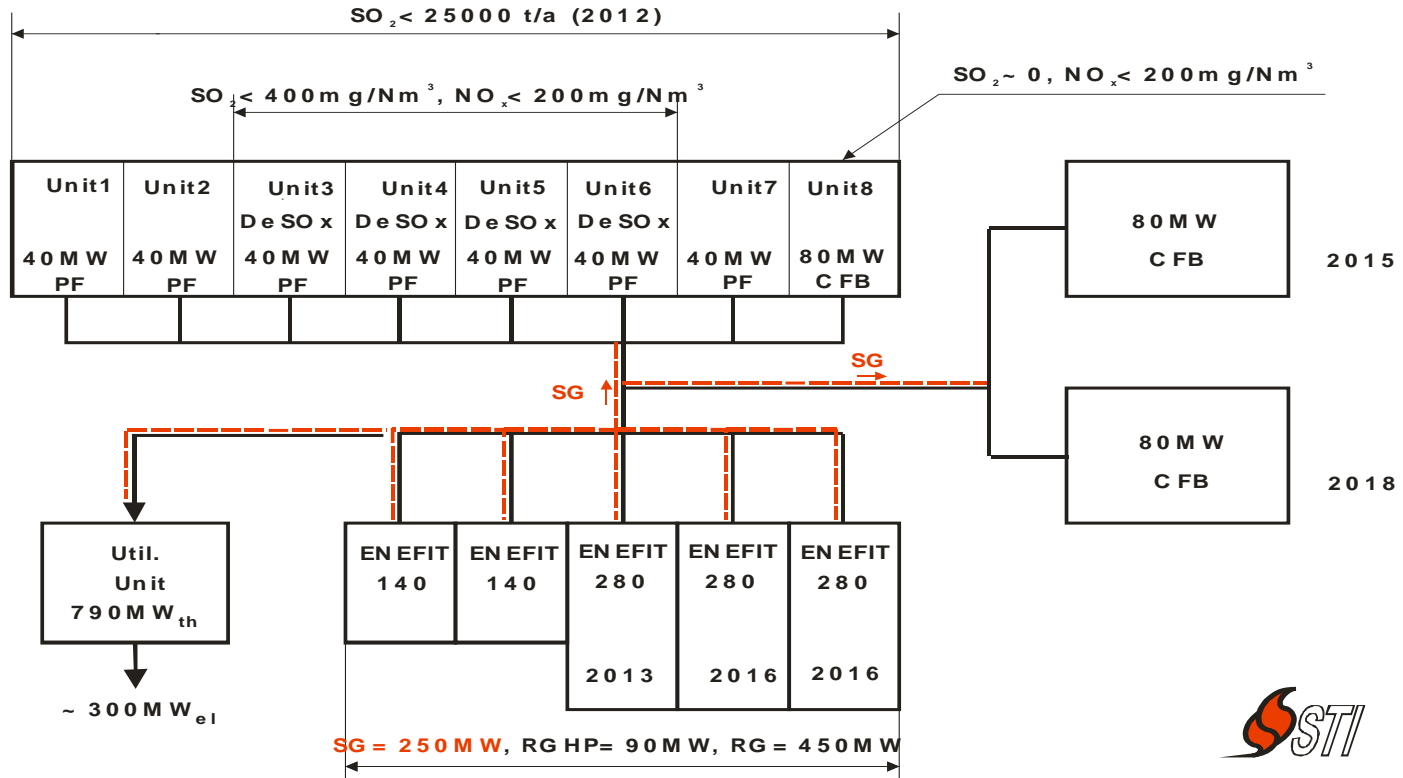 SO₂< 25000 t/a (2012)
SO₂~ 0, NOₓ< 200mg/Nm³
SO₂< 400mg/Nm³, NOₓ< 200mg/Nm³
Unit1 Unit2 Unit3 Unit4 Unit5 Unit6 Unit7 Unit8
DeSOx DeSOx DeSOx DeSOx
40MW 40MW 40MW 40MW 40MW 40MW 40MW 80MW
PF PF PF PF PF PF PF CFB
80MW
CFB
2015
SG
SG
80MW
CFB
2018
Util.
Unit
790MWth
~ 300MWel
ENEFIT ENEFIT ENEFIT ENEFIT ENEFIT
140 140 280 280 280
2013 2016 2016
SG = 250MW, RGHP= 90MW, RG= 450MW
STI